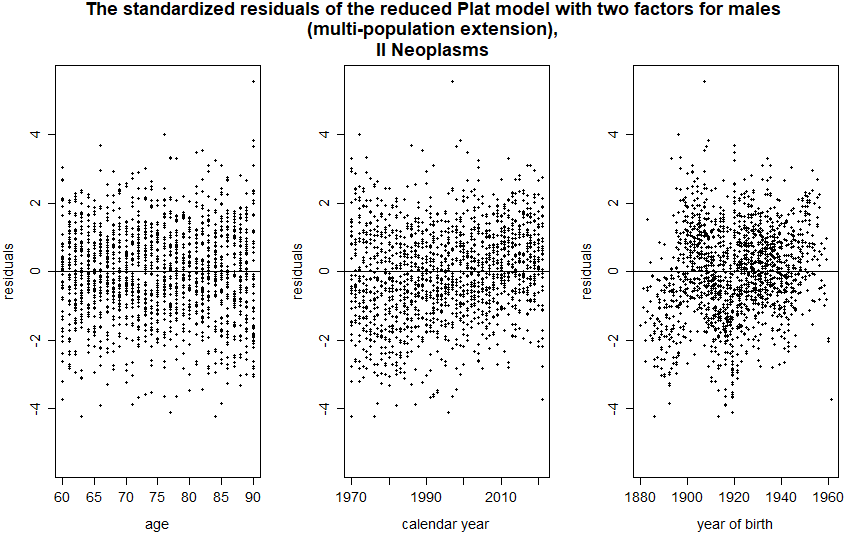 The standardized residuals of the reduced Plat model with two factors for males
(multi-population extension),
II Neoplasms
residuals
-4 -2 0 2 4
60 65 70 75 80 85 90
age
residuals
-4 -2 0 2 4
1970 1990 2010
calendar year
residuals
-4 -2 0 2 4
1880 1900 1920 1940 1960
year of birth